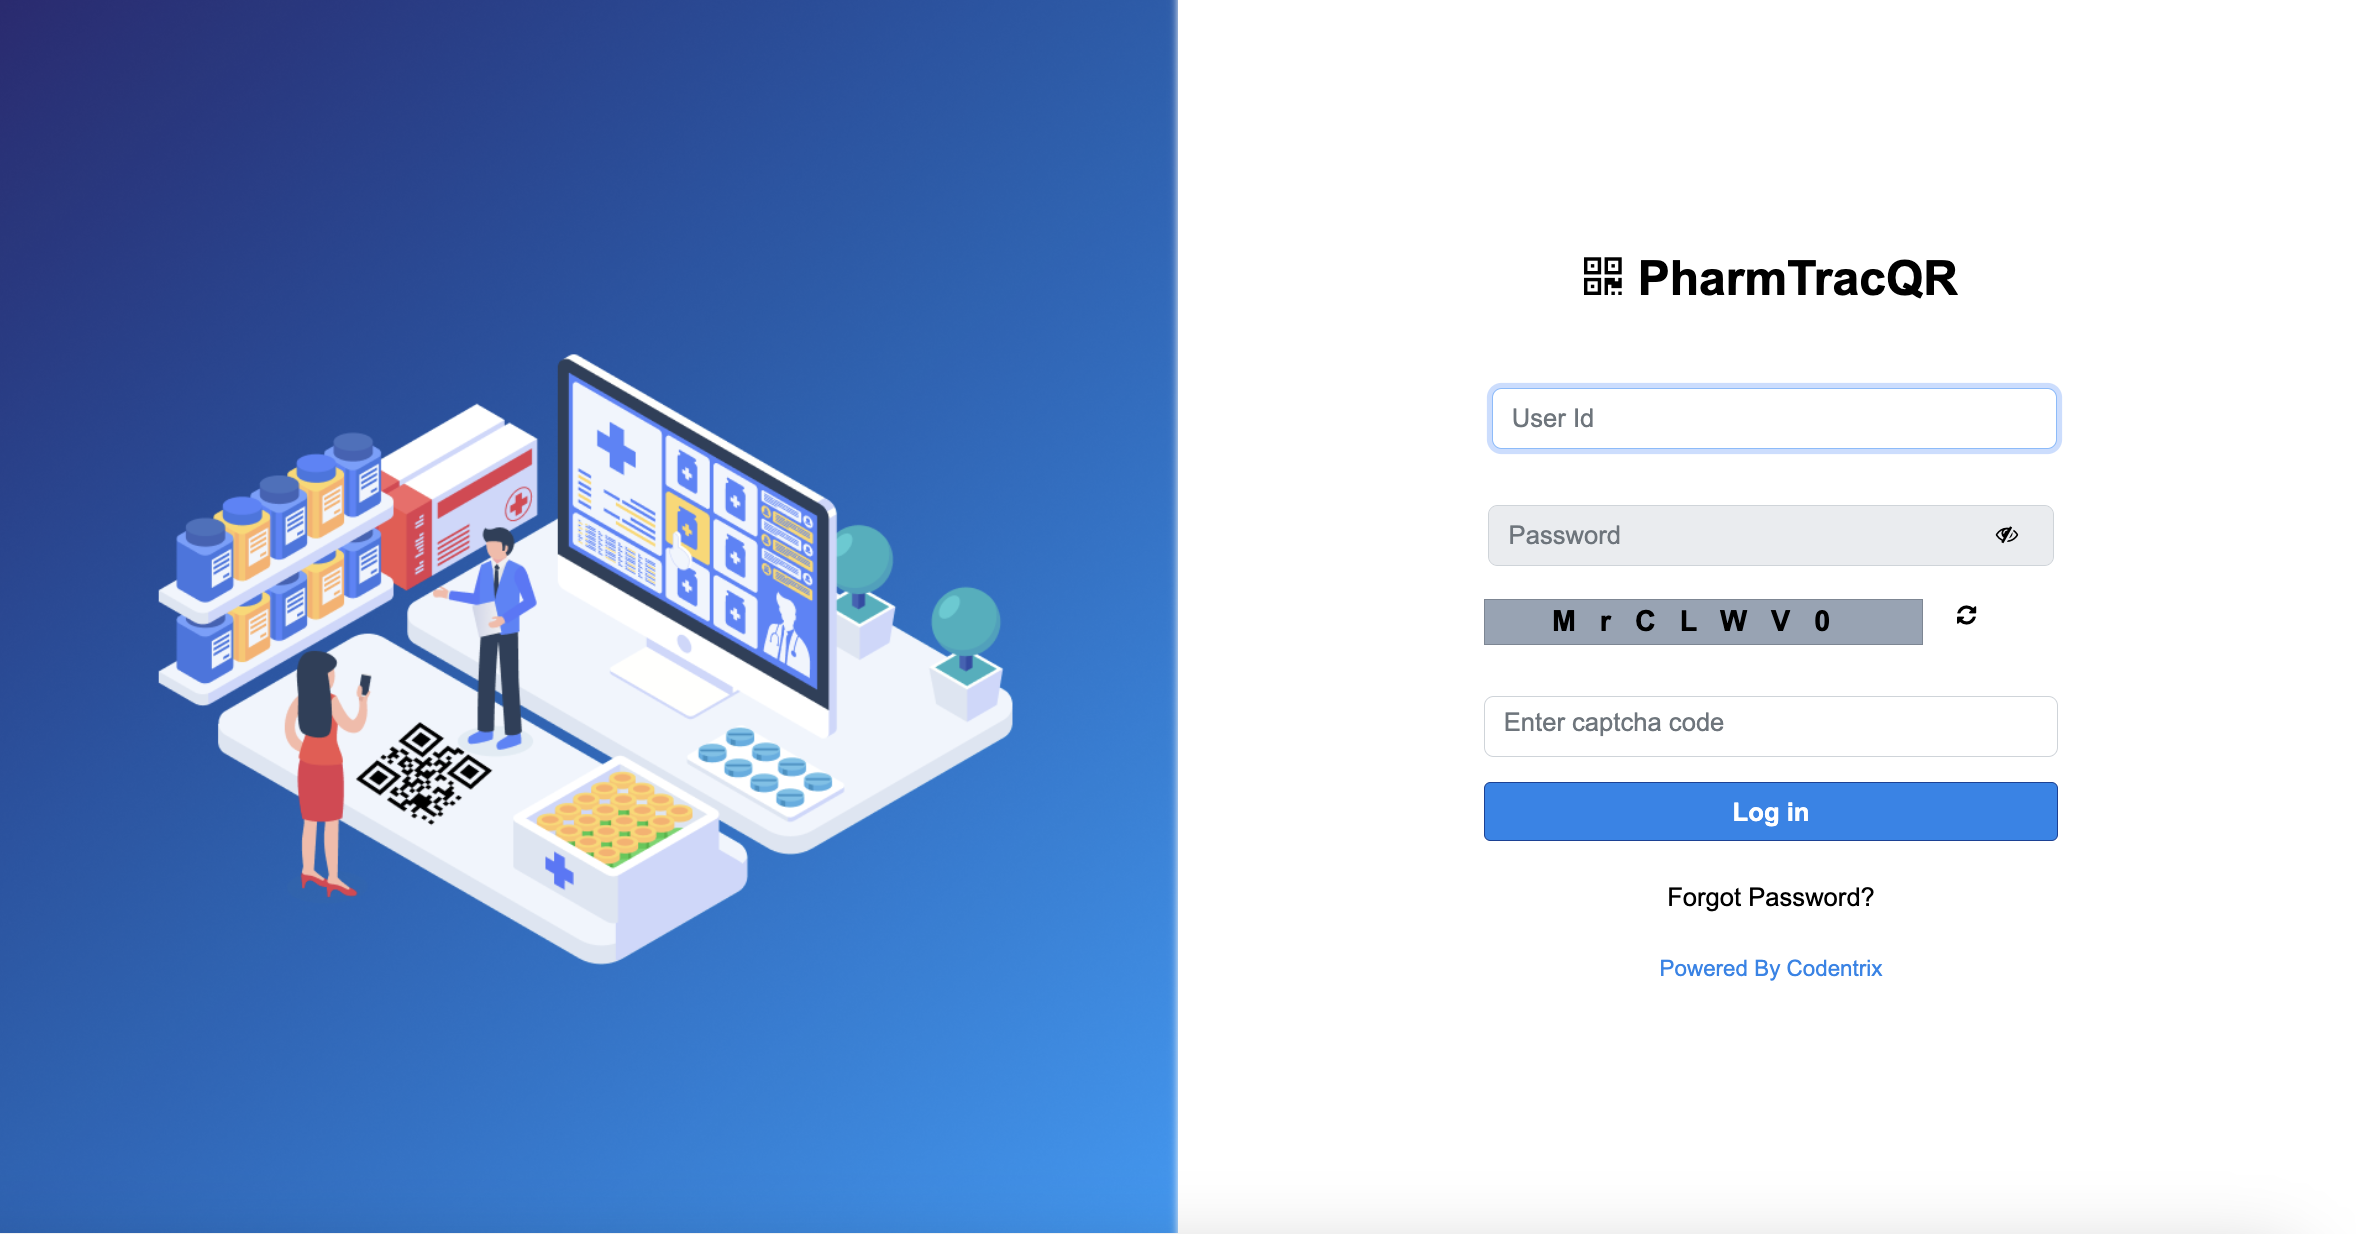 PharmTracQR
User Id
Password
M r C L W V 0
Enter captcha code
Log in
Forgot Password?
Powered By Codentrix